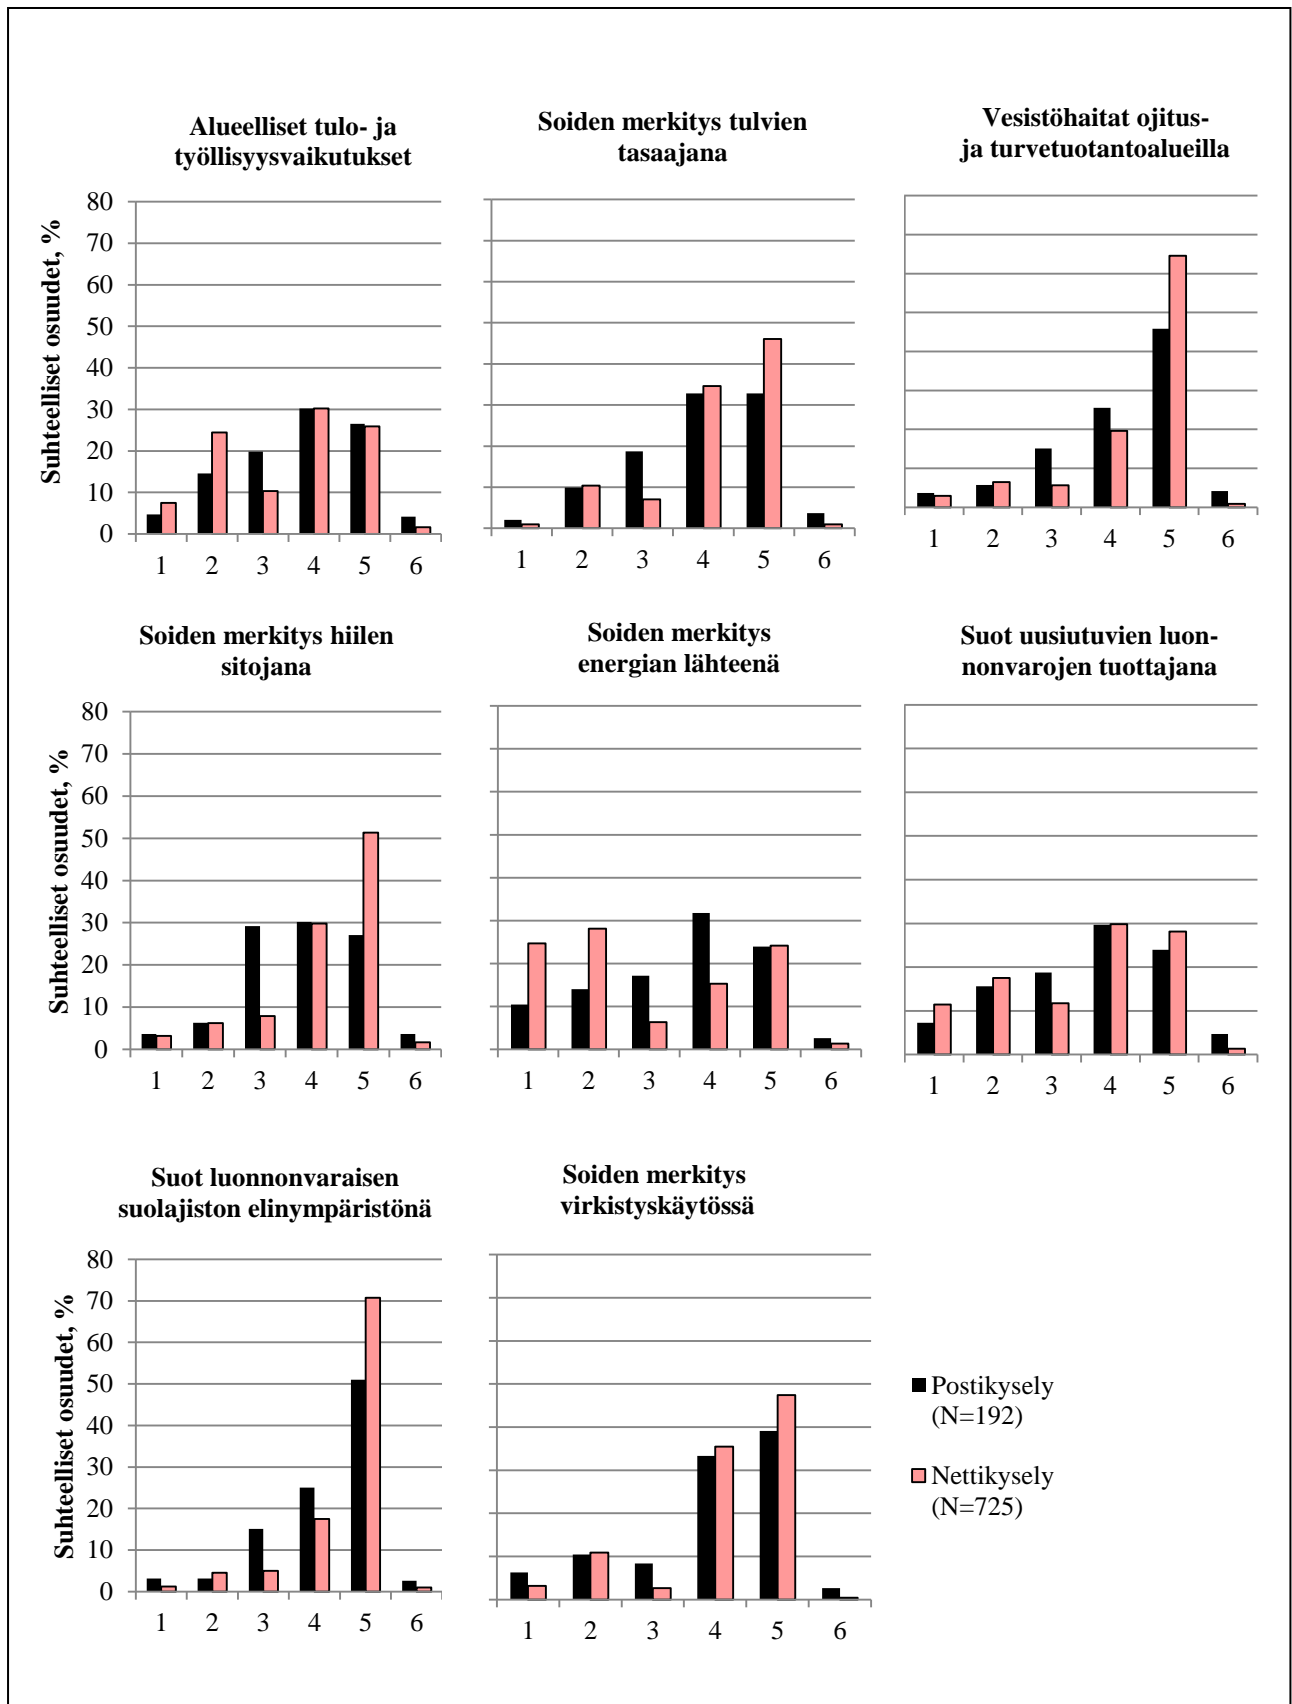 Alueelliset tulo- ja
työllisyysvaikutukset
Soiden merkitys tulvien
tasaajana
Vesistöhaitat ojitus-
ja turvetuotantoalueilla
Suhteelliset osuudet, %
80
70
60
50
40
30
20
10
0
1 2 3 4 5 6
1 2 3 4 5 6
1 2 3 4 5 6
Soiden merkitys hiilen
sitojana
Soiden merkitys
energian lähteenä
Suot uusiutuvien luon-
nonvarojen tuottajana
Suhteelliset osuudet, %
80
70
60
50
40
30
20
10
0
1 2 3 4 5 6
1 2 3 4 5 6
1 2 3 4 5 6
Suot luonnonvaraisen
suolajiston elinympäristönä
Soiden merkitys
virkistyskäytössä
Suhteelliset osuudet, %
80
70
60
50
40
30
20
10
0
1 2 3 4 5 6
1 2 3 4 5 6
Postikysely
(N=192)
Nettikysely
(N=725)